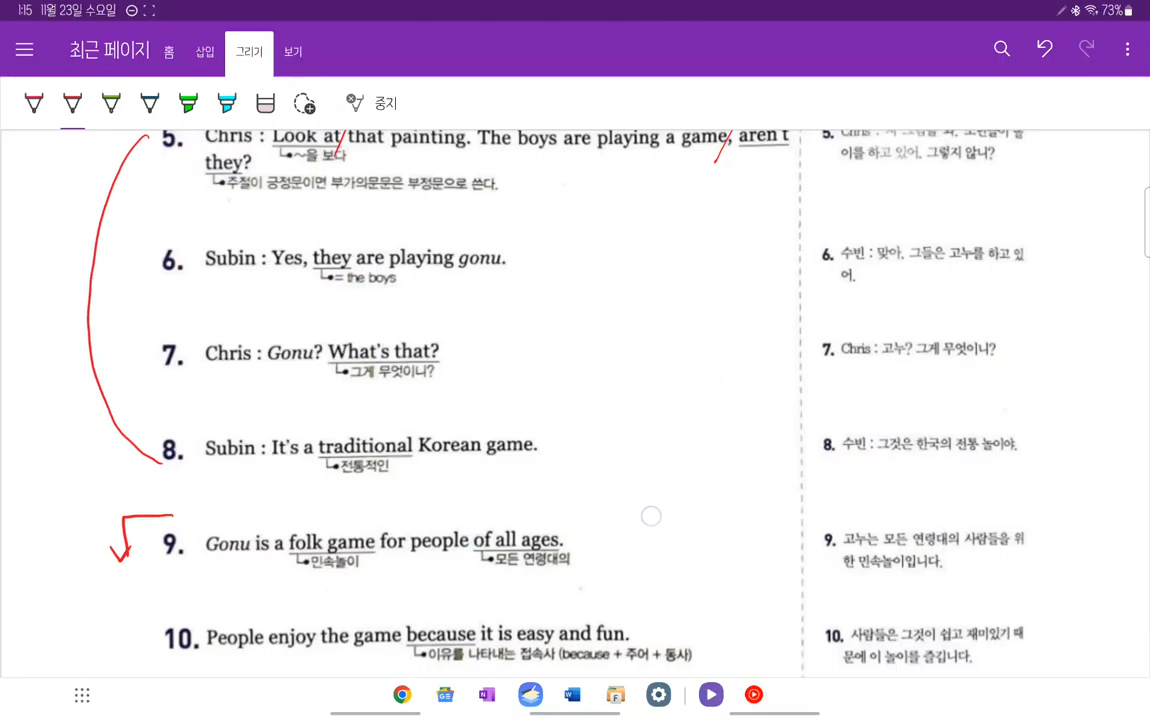 1:15 11월 23일 수요일
73%
최근 페이지 홈 삽입 그리기 보기
중지
5. Chris : Look at that painting. The boys are playing a game, aren't
~을 보다
they?
주절이 긍정문이면 부가의문문은 부정문으로 쓴다.
6. Subin : Yes, they are playing gonu.
= the boys
7. Chris : Gonu? What's that?
그게 무엇이니?
8. Subin : It's a traditional Korean game.
전통적인
9. Gonu is a folk game for people of all ages.
민속놀이
모든 연령대의
10. People enjoy the game because it is easy and fun.
이유를 나타내는 접속사 (because + 주어 + 동사)
5. Chris :
이를 하고 있어, 그렇지 않니?
6. 수빈 : 맞아, 그들은 고누를 하고 있
어.
7. Chris : 고누? 그게 무엇이니?
8. 수빈 : 그것은 한국의 전통 놀이야.
9. 고누는 모든 연령대의 사람들을 위
한 민속놀이입니다.
10. 사람들은 그것이 쉽고 재미있기 때
문에 이 놀이를 즐깁니다.